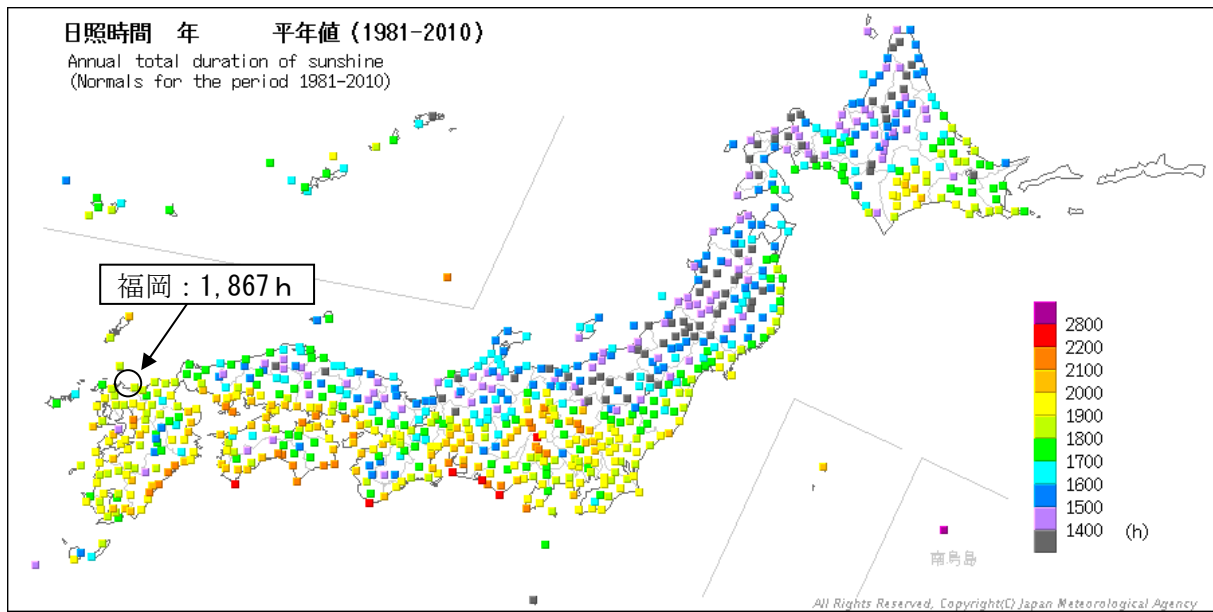 日照時間　年　　　平年値（1981-2010）
Annual total duration of sunshine
(Normals for the period 1981-2010)
福岡：1,867ｈ
2800
2200
2100
2000
1900
1800
1700
1600
1500
1400 (h)
南鳥島
All Rights Reserved, Copyright(C) Japan Meteorological Agency